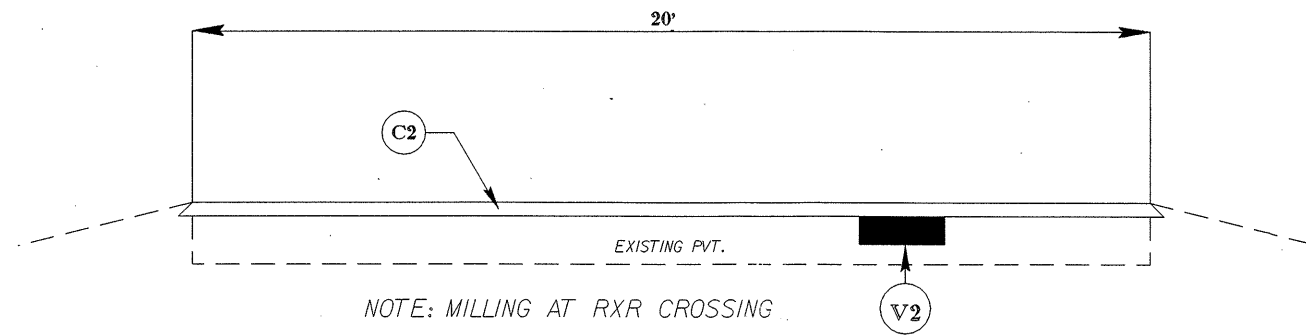 20'
C2
EXISTING PVT.
NOTE: MILLING AT RXR CROSSING
V2